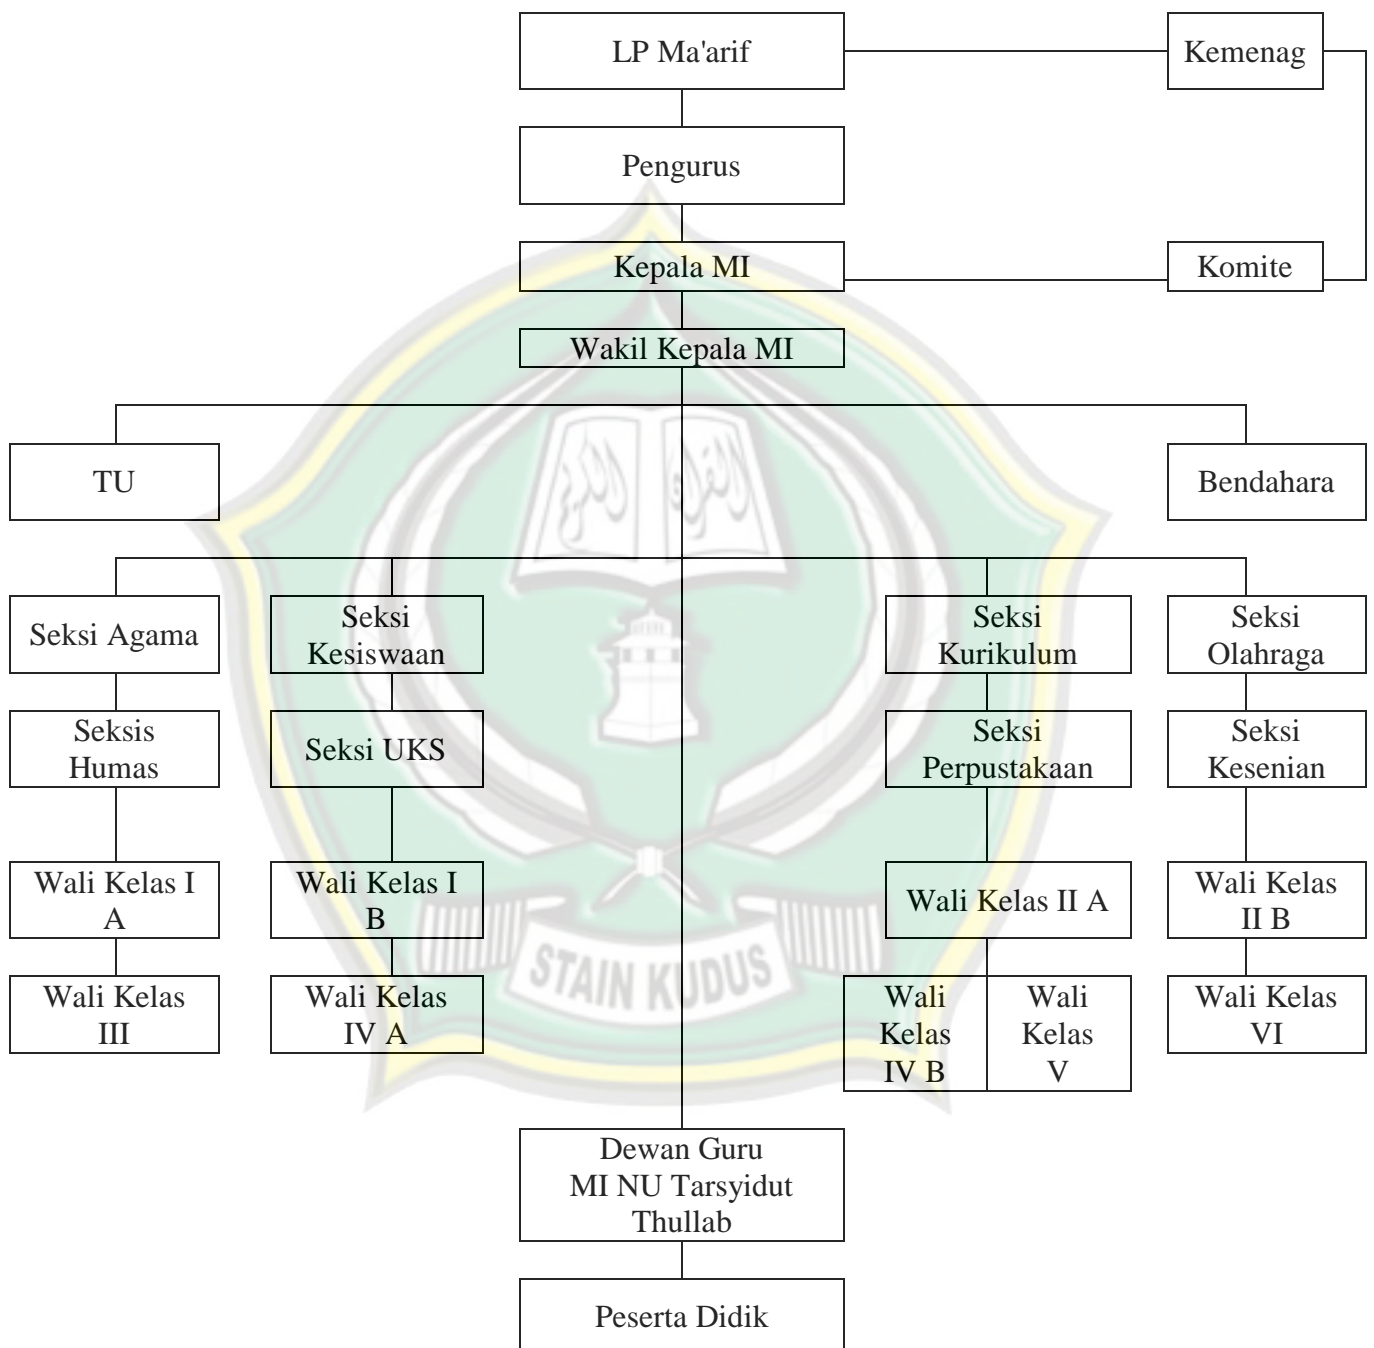 LP Ma'arif
Kemenag
Pengurus
Kepala MI
Komite
Wakil Kepala MI
TU
Bendahara
Seksi Agama
Seksi
Kesiswaan
Seksi
Kurikulum
Seksi
Olahraga
Seksis
Humas
Seksi UKS
Seksi
Perpustakaan
Seksi
Kesenian
Wali Kelas I
A
Wali Kelas I
B
Wali Kelas II A
Wali Kelas
II B
Wali Kelas
III
Wali Kelas
IV A
Wali
Kelas
IV B
Wali
Kelas
V
Wali Kelas
VI
STAIN KUDUS
Dewan Guru
MI NU Tarsyidut
Thullab
Peserta Didik